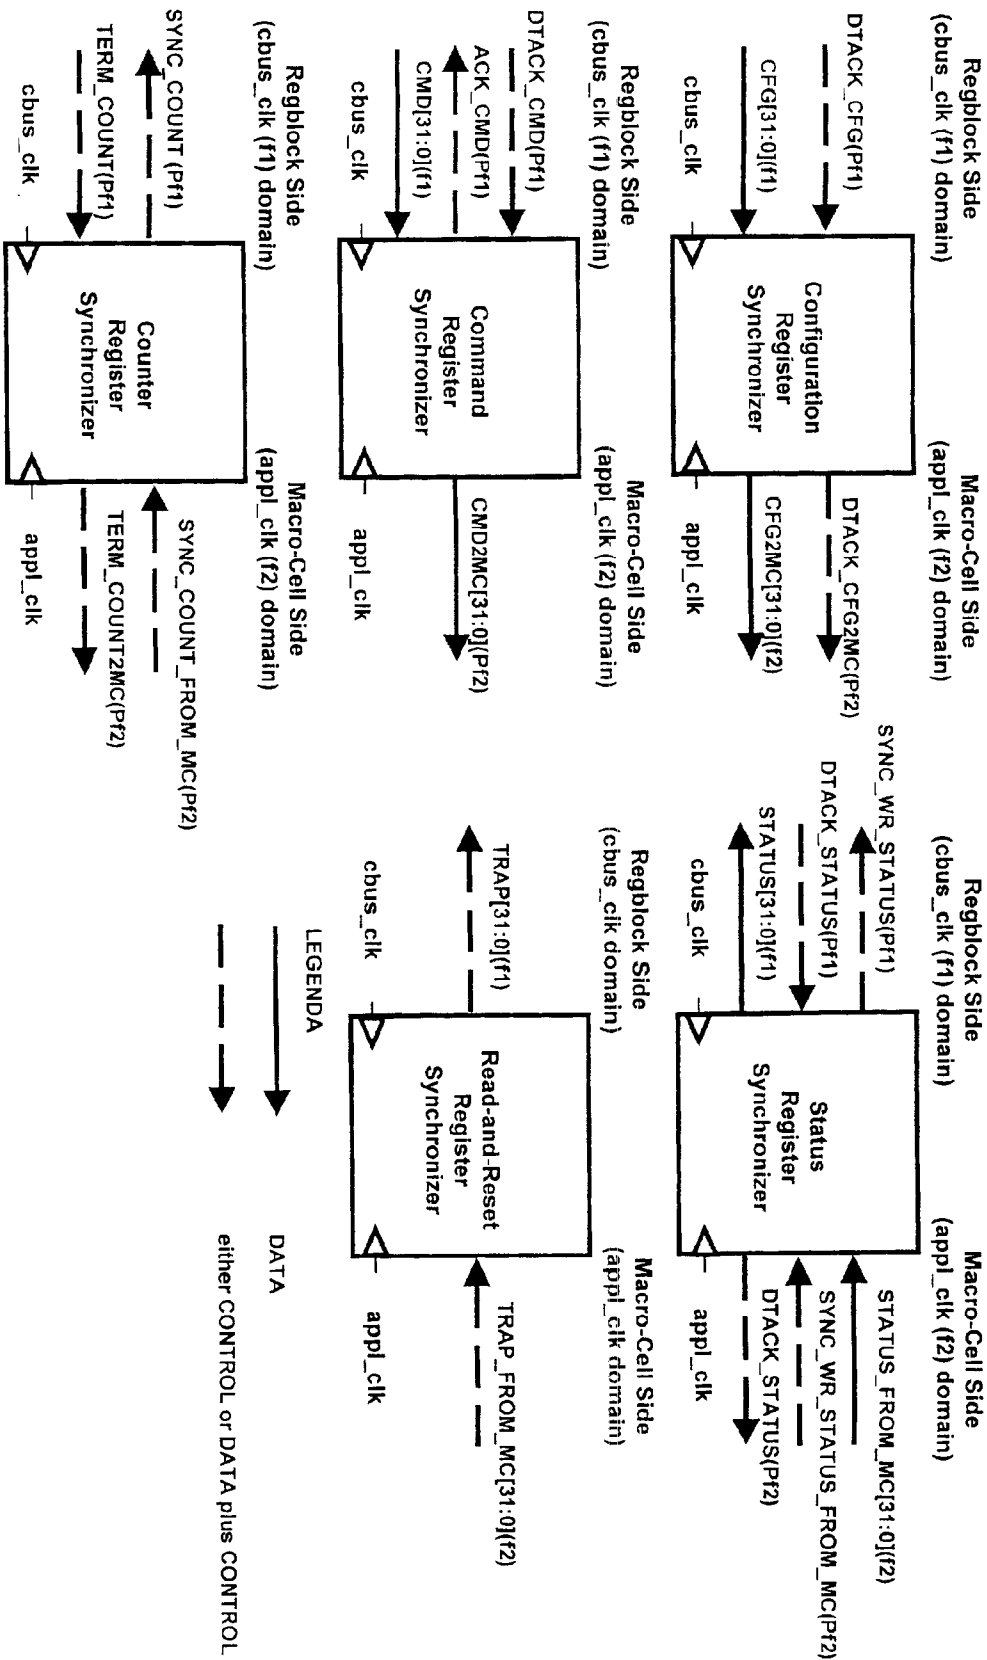 Regblock Side
(cbus_clk (f1) domain)
Macro-Cell Side
(appl_clk (f2) domain)
DTACK_CFG(Pf1)
CFG[31:0](f1)
cbus_clk
Configuration
Register
Synchronizer
DTACK_CFG2MC(Pf2)
CFG2MC[31:0](f2)
appl_clk
Regblock Side
(cbus_clk (f1) domain)
Macro-Cell Side
(appl_clk (f2) domain)
SYNC_WR_STATUS(Pf1)
DTACK_STATUS(Pf1)
STATUS[31:0](f1)
cbus_clk
Status
Register
Synchronizer
STATUS_FROM_MC[31:0](f2)
SYNC_WR_STATUS_FROM_MC(Pf2)
DTACK_STATUS(Pf2)
appl_clk
Regblock Side
(cbus_clk (f1) domain)
Macro-Cell Side
(appl_clk (f2) domain)
DTACK_CMD(Pf1)
ACK_CMD(Pf1)
CMD[31:0](f1)
cbus_clk
Command
Register
Synchronizer
CMD2MC[31:0](Pf2)
appl_clk
Regblock Side
(cbus_clk domain)
Macro-Cell Side
(appl_clk domain)
TRAP[31:0](f1)
cbus_clk
Read-and-Reset
Register
Synchronizer
TRAP_FROM_MC[31:0](f2)
appl_clk
Regblock Side
(cbus_clk (f1) domain)
Macro-Cell Side
(appl_clk (f2) domain)
SYNC_COUNT (Pf1)
TERM_COUNT(Pf1)
cbus_clk
Counter
Register
Synchronizer
SYNC_COUNT_FROM_MC(Pf2)
TERM_COUNT2MC(Pf2)
appl_clk
LEGENDA
DATA
either CONTROL or DATA plus CONTROL